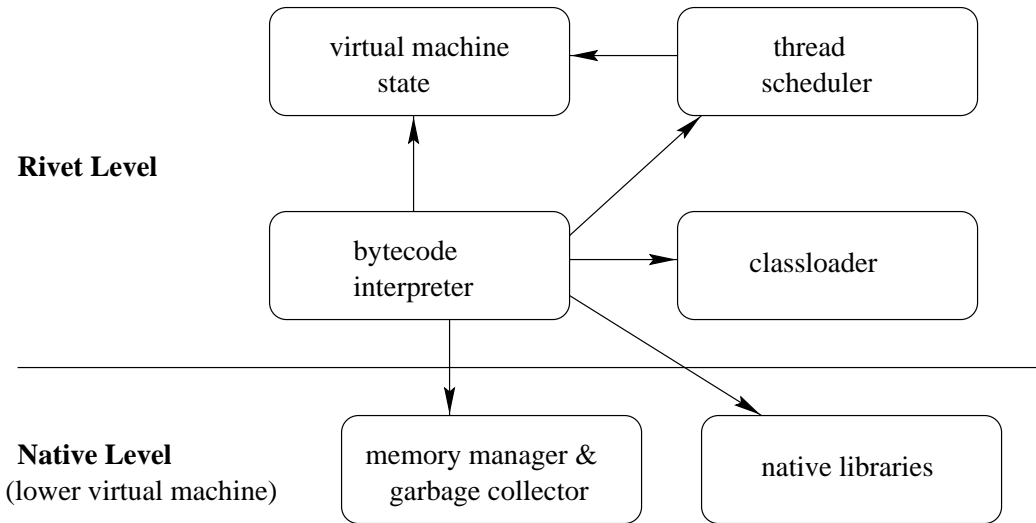 virtual machine
state
thread
scheduler
Rivet Level
bytecode
interpreter
classloader
Native Level
(lower virtual machine)
memory manager &
garbage collector
native libraries